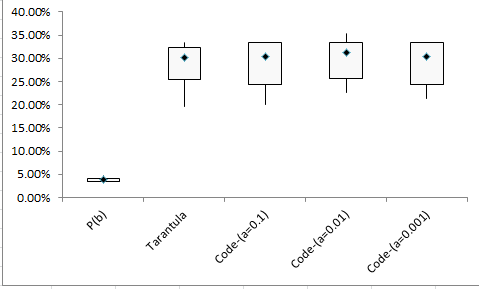 40.00%
35.00%
30.00%
25.00%
20.00%
15.00%
10.00%
5.00%
0.00%
P(b)
Tarantula
Code-(a=0.1)
Code-(a=0.01)
Code-(a=0.001)